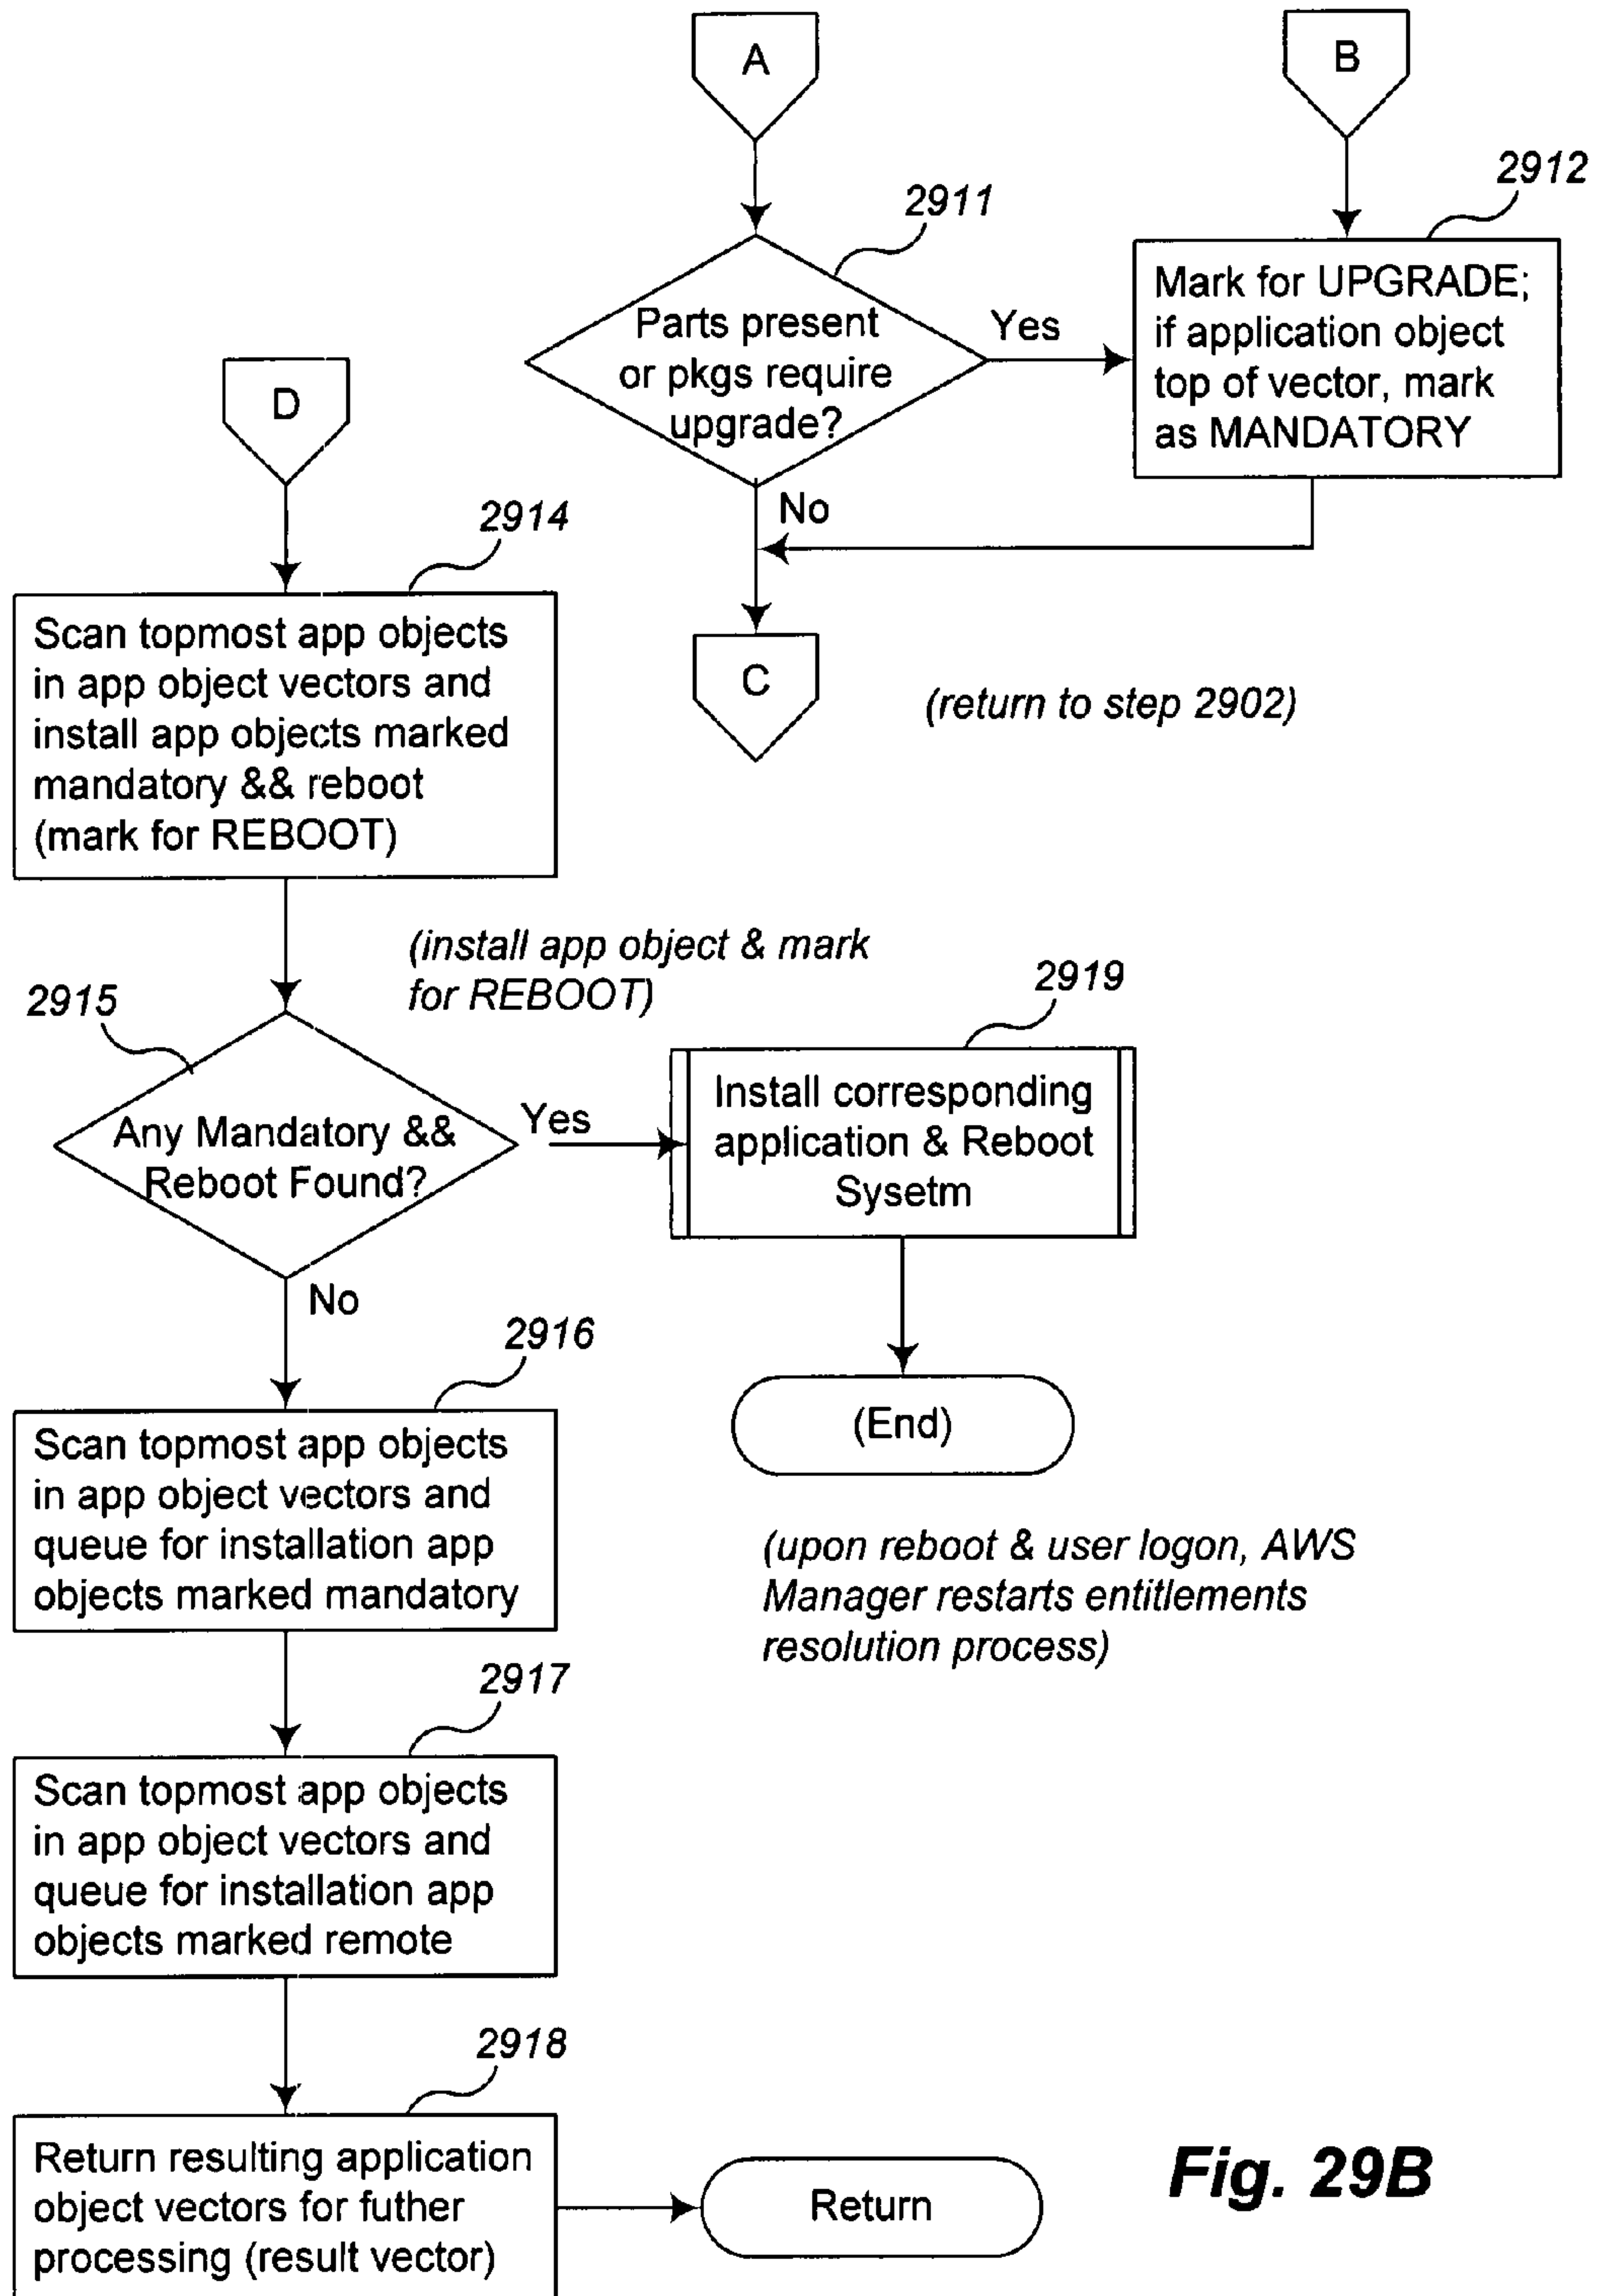 A
B
2911
2912
Parts present
or pkgs require
upgrade?
Yes
Mark for UPGRADE;
if application object
top of vector, mark
as MANDATORY
No
C
(return to step 2902)
D
2914
Scan topmost app objects
in app object vectors and
install app objects marked
mandatory && reboot
(mark for REBOOT)
(install app object & mark
for REBOOT)
2915
Any Mandatory &&
Reboot Found?
Yes
2919
Install corresponding
application & Reboot
Sysetm
(End)
(upon reboot & user logon, AWS
Manager restarts entitlements
resolution process)
No
2916
Scan topmost app objects
in app object vectors and
queue for installation app
objects marked mandatory
2917
Scan topmost app objects
in app object vectors and
queue for installation app
objects marked remote
2918
Return resulting application
object vectors for futher
processing (result vector)
Return
Fig. 29B